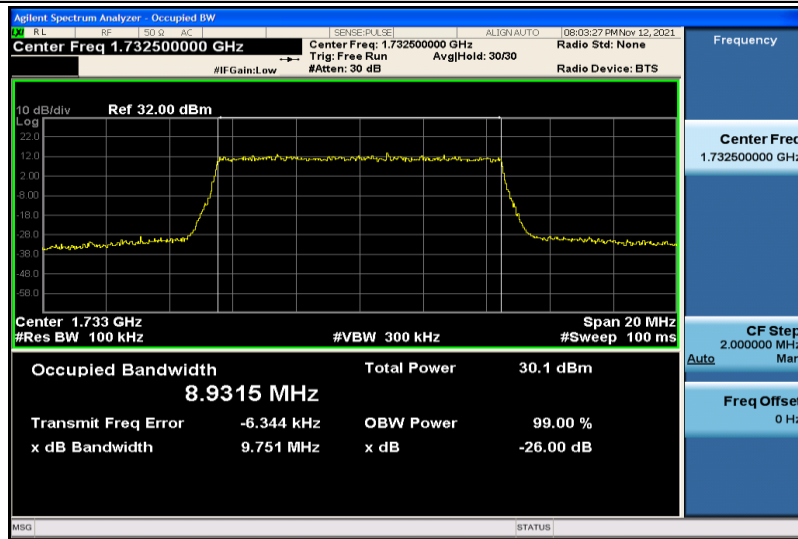 Agilent Spectrum Analyzer - Occupied BW
LXI RL RF 50 Ω AC SENSE:PULSE ALIGN AUTO 08:03:27 PM Nov 12, 2021
Center Freq 1.732500000 GHz Center Freq: 1.732500000 GHz Radio Std: None Frequency
Trig: Free Run Avg|Hold: 30/30
#IFGain:Low #Atten: 30 dB Radio Device: BTS
10 dB/div Ref 32.00 dBm
Log
22.0
12.0
2.00
-8.00
-18.0
-28.0
-38.0
-48.0
-58.0
Center Freq
1.732500000 GHz
Center 1.733 GHz Span 20 MHz
#Res BW 100 kHz #VBW 300 kHz #Sweep 100 ms
CF Step
2.000000 MHz
Auto Man
Occupied Bandwidth Total Power 30.1 dBm
8.9315 MHz
Transmit Freq Error -6.344 kHz OBW Power 99.00 %
x dB Bandwidth 9.751 MHz x dB -26.00 dB
Freq Offset
0 Hz
MSG STATUS